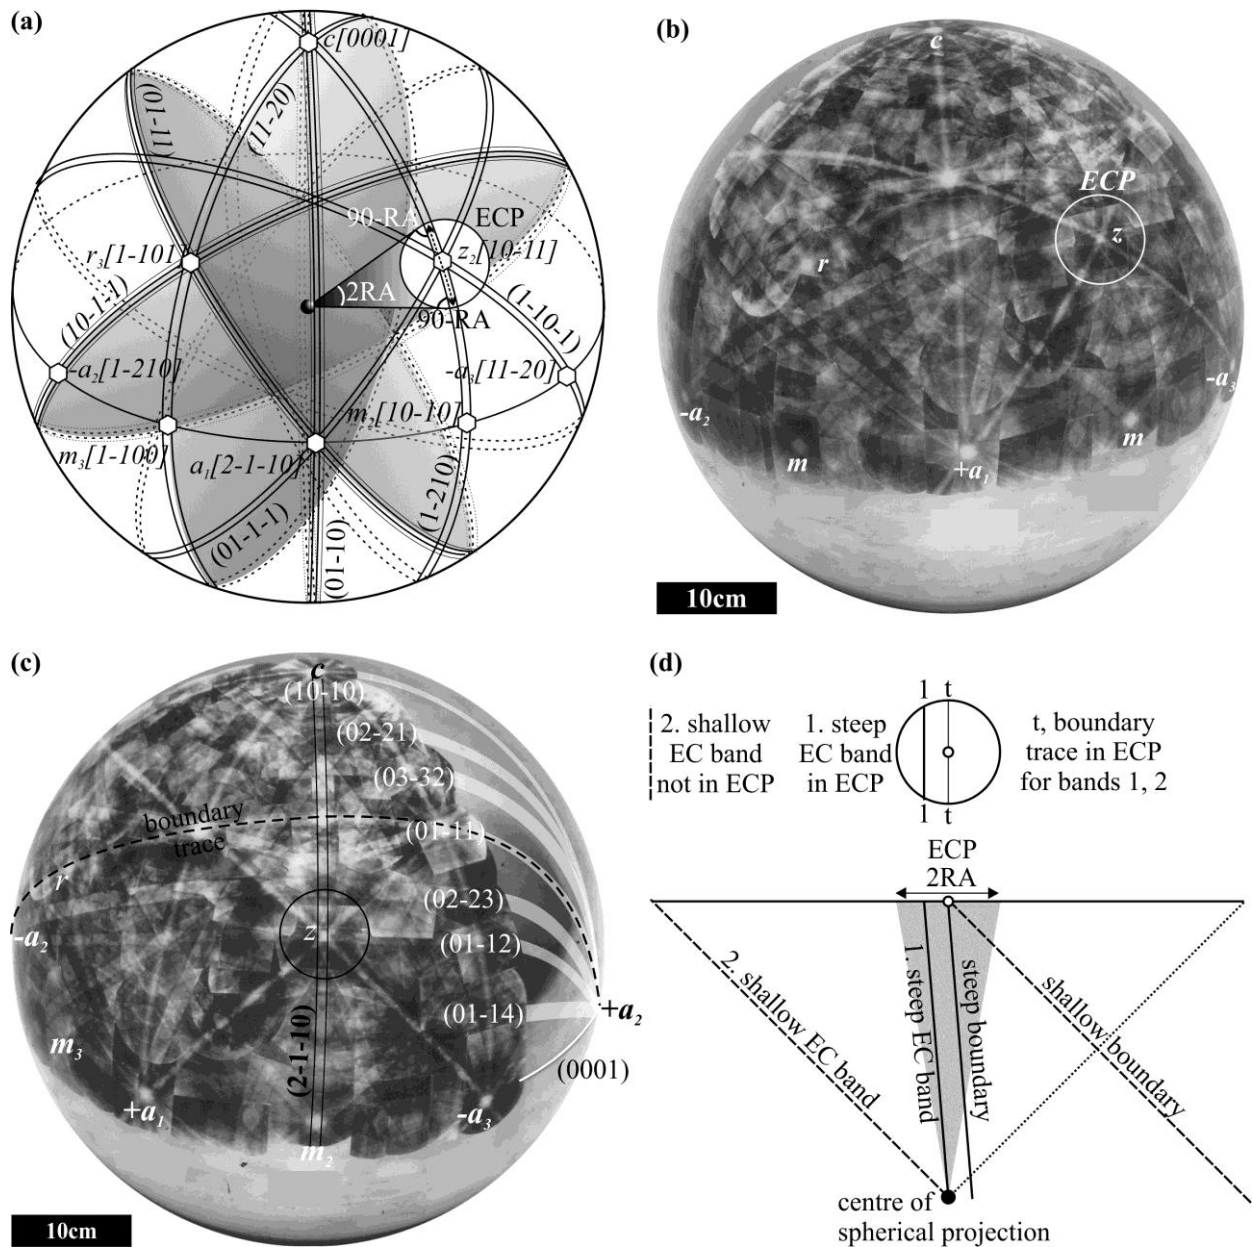 (a)
c[0001]
(01-11)
(11-20)
90-RA
ECP
r3[1-101
z2[10-11]
2RA
(10-1-1)
(1-10-1)
90-RA
-a2[1-210]
-a3[11-20]
m2[10-10]
m3[1-100]
a1[2-1-10]
(01-1-1)
(01-10)
(1-210)
(b)
c
ECP
z
r
-a3
-a2
m
m
+a1
10cm
(c)
c
(10-10)
(02-21)
(03-32)
boundary
trace
(01-11)
r
(02-23)
z
-a2
(01-12)
+a2
(01-14)
m3
(2-1-10)
(0001)
+a1
-a3
m2
10cm
(d)
1 t
2. shallow
EC band
not in ECP
1. steep
EC band
in ECP
t, boundary
trace in ECP
for bands 1, 2
1 t
ECP
2RA
2. shallow EC band
1. steep EC band
steep boundary
shallow boundary
centre of
spherical projection